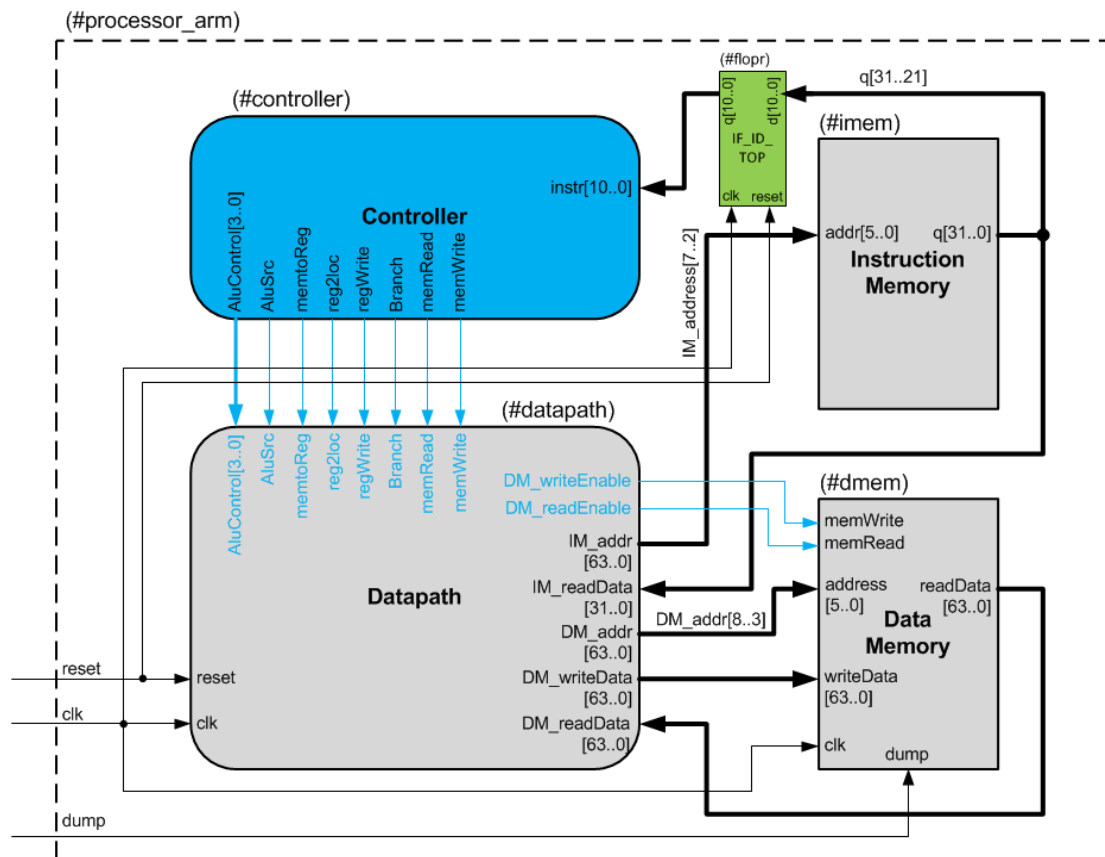 (#processor_arm)
(#flopr)
q[10..0]
d[10..0]
IF_ID_
TOP
clk
reset
q[31..21]
(#controller)
instr[10..0]
Controller
AluControl[3..0]
AluSrc
memtoReg
reg2loc
regWrite
Branch
memRead
memWrite
(#imem)
addr[5..0]
q[31..0]
Instruction
Memory
IM_address[7..2]
(#datapath)
AluControl[3..0]
AluSrc
memtoReg
reg2loc
regWrite
Branch
memRead
memWrite
DM_writeEnable
DM_readEnable
IM_addr
[63..0]
IM_readData
[31..0]
DM_addr
[63..0]
DM_writeData
[63..0]
DM_readData
[63..0]
Datapath
reset
clk
DM_addr[8..3]
(#dmem)
memWrite
memRead
address
[5..0]
readData
[63..0]
Data
Memory
writeData
[63..0]
clk
dump
reset
clk
dump